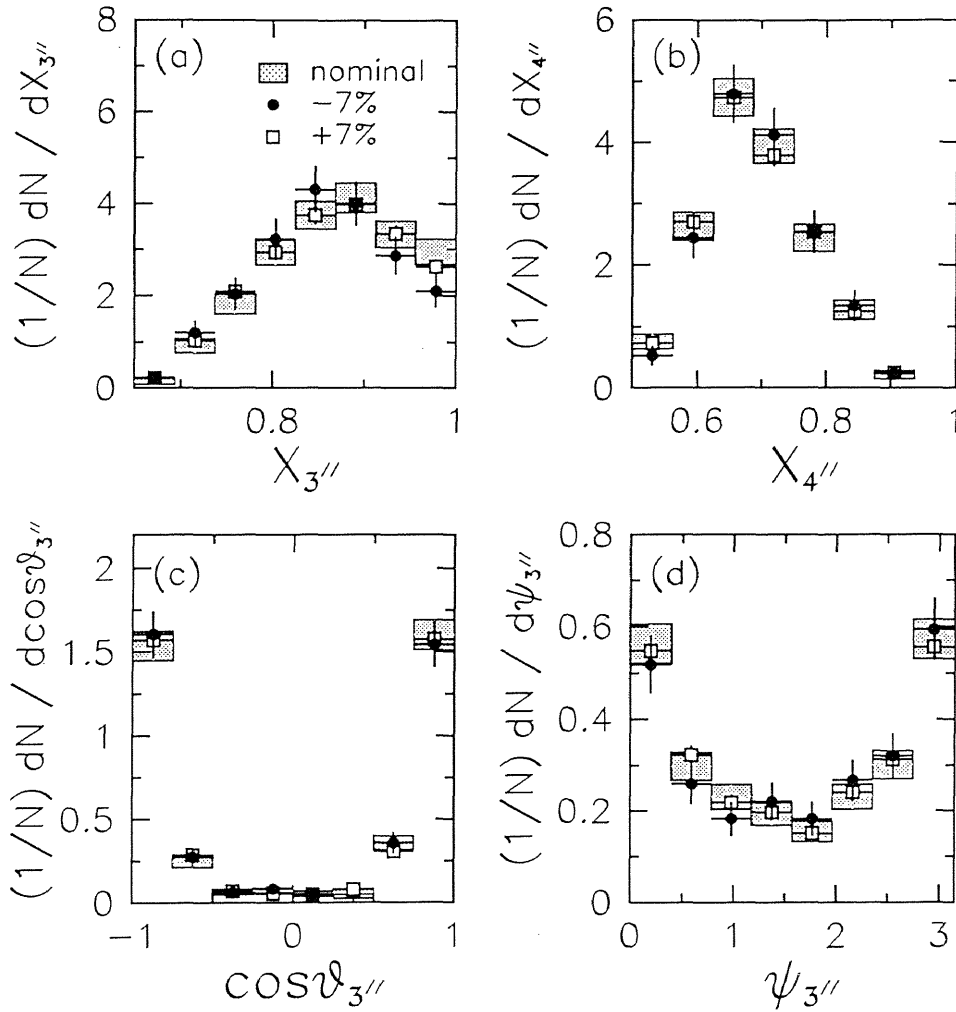 (a)
nominal
−7%
+7%
8
6
4
2
0
0.8
1
(1/N) dN / dX3″
X3″
(b)
6
4
2
0
0.6
0.8
1
(1/N) dN / dX4″
X4″
(c)
2
1.5
1
0.5
0
−1
0
1
(1/N) dN / dcosϑ3″
cosϑ3″
(d)
0.8
0.6
0.4
0.2
0
0
1
2
3
(1/N) dN / dψ3″
ψ3″